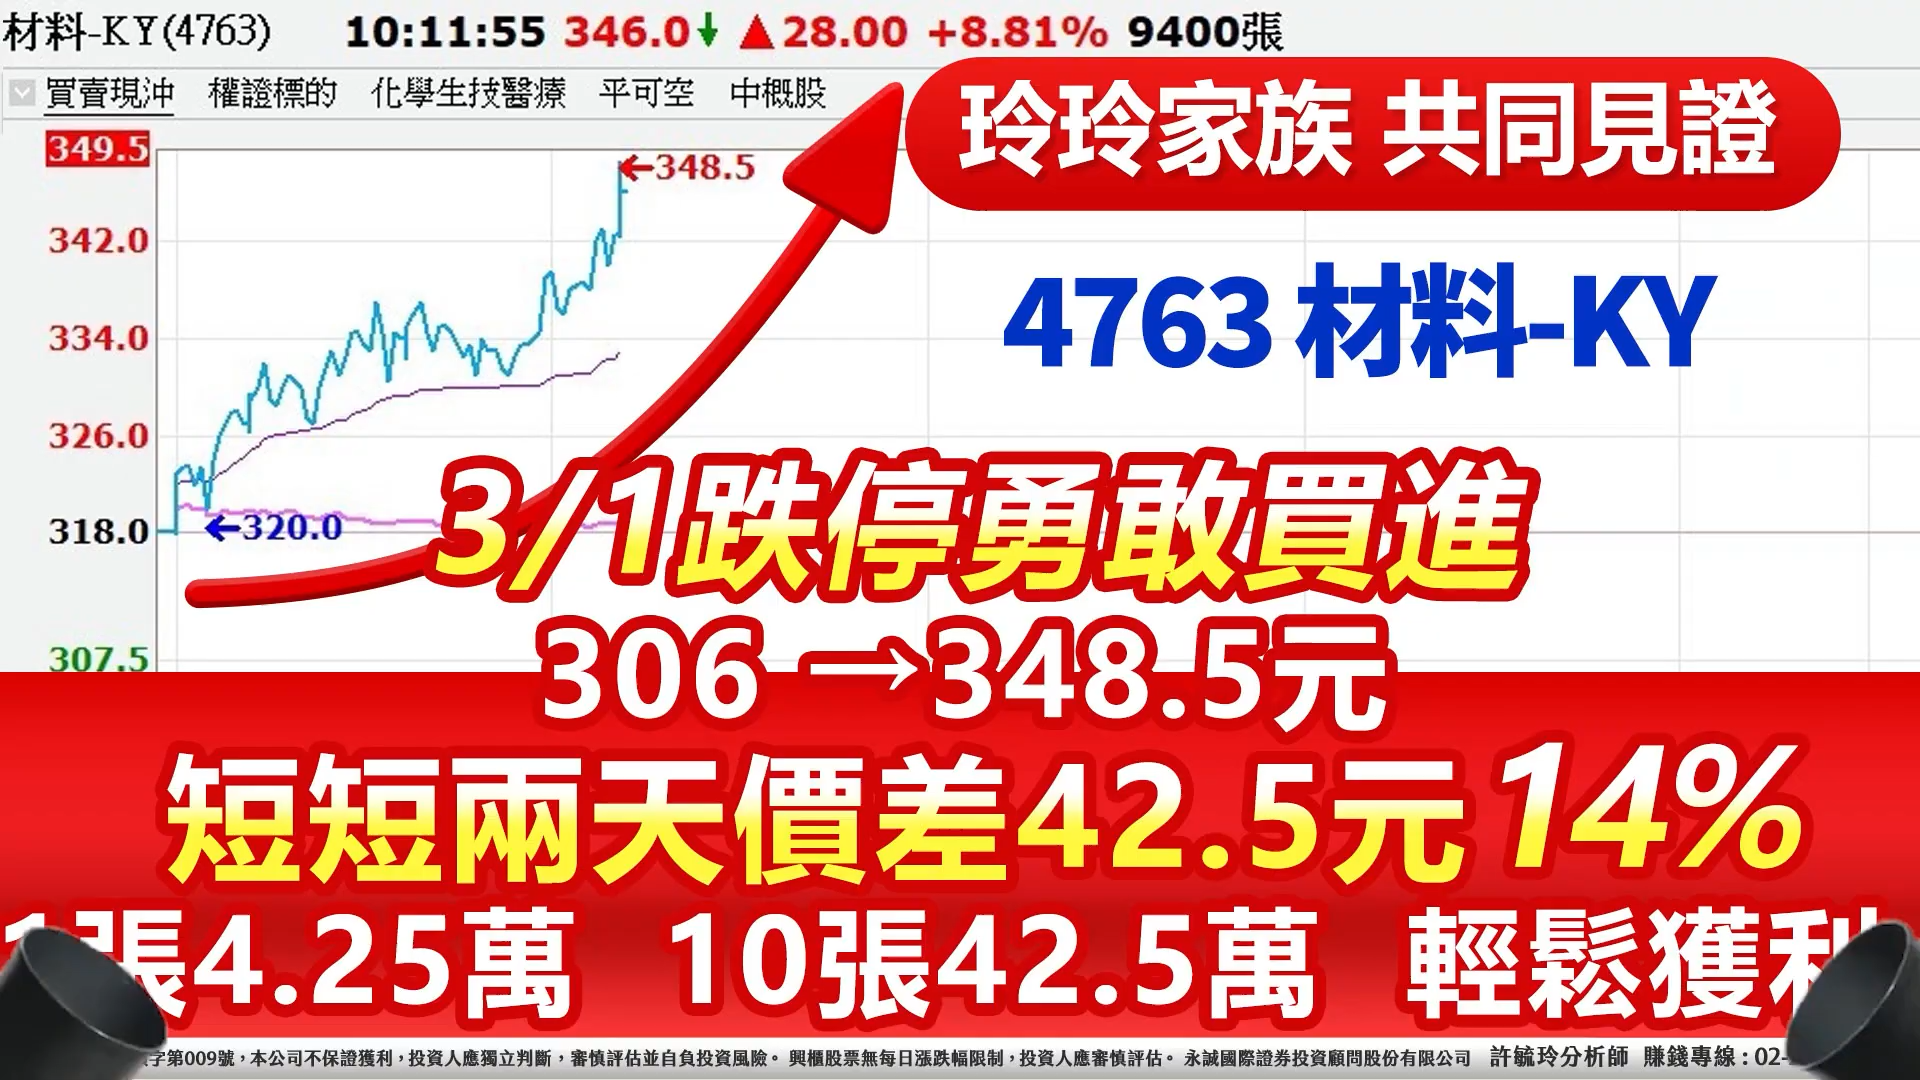 材料-KY(4763) 10:11:55 346.0↓ ▲28.00 +8.81% 9400張
買賣現沖 權證標的 化學生技醫療 平可空 中概股
玲玲家族 共同見證
349.5
←348.5
342.0
4763 材料-KY
334.0
326.0
3/1跌停勇敢買進
318.0
←320.0
306 →348.5元
307.5
短短兩天價差42.5元 14%
1張4.25萬 10張42.5萬 輕鬆獲利
字第009號，本公司不保證獲利，投資人應獨立判斷，審慎評估並自負投資風險。 興櫃股票無每日漲跌幅限制，投資人應審慎評估。 永誠國際證券投資顧問股份有限公司 許毓玲分析師 賺錢專線：02-